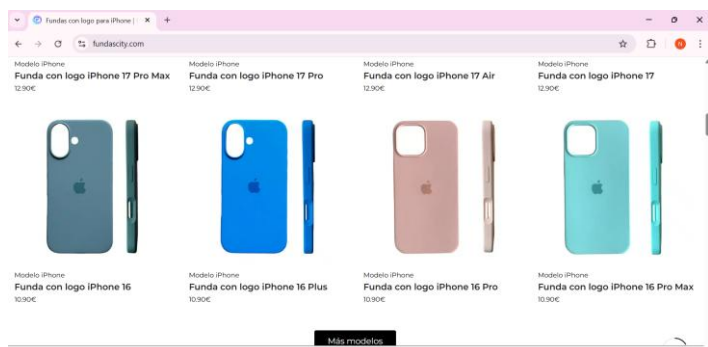 Fundas con logo para iPhone |
fundascity.com
N
Modelo iPhone
Funda con logo iPhone 17 Pro Max
12.90€
Modelo iPhone
Funda con logo iPhone 17 Pro
12.90€
Modelo iPhone
Funda con logo iPhone 17 Air
12.90€
Modelo iPhone
Funda con logo iPhone 17
12.90€
Modelo iPhone
Funda con logo iPhone 16
10.90€
Modelo iPhone
Funda con logo iPhone 16 Plus
10.90€
Modelo iPhone
Funda con logo iPhone 16 Pro
10.90€
Modelo iPhone
Funda con logo iPhone 16 Pro Max
10.90€
Más modelos